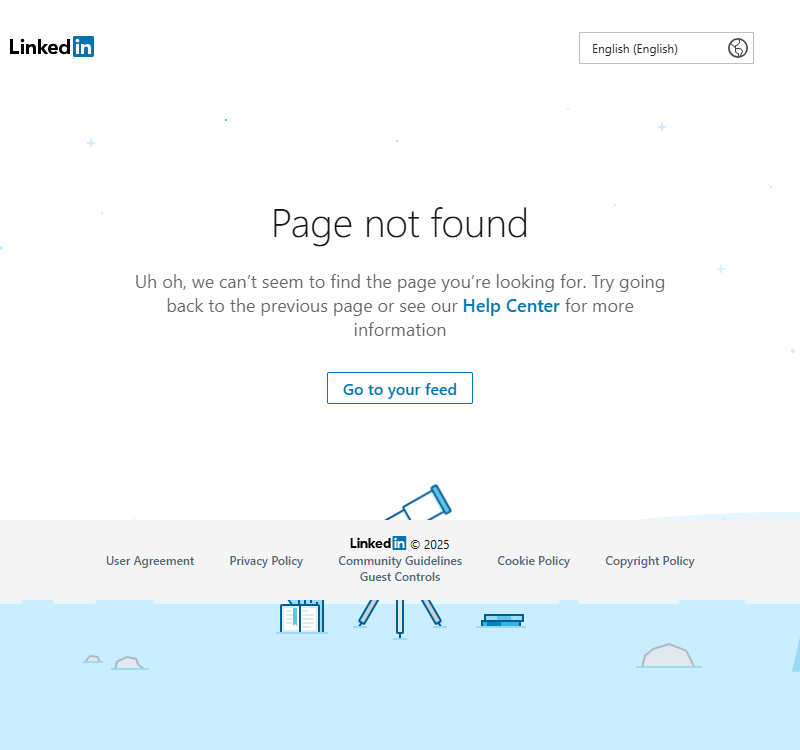 LinkedIn
English (English)
Page not found
Uh oh, we can’t seem to find the page you’re looking for. Try going
back to the previous page or see our Help Center for more
information
Go to your feed
LinkedIn © 2025
User Agreement
Privacy Policy
Community Guidelines
Cookie Policy
Copyright Policy
Guest Controls